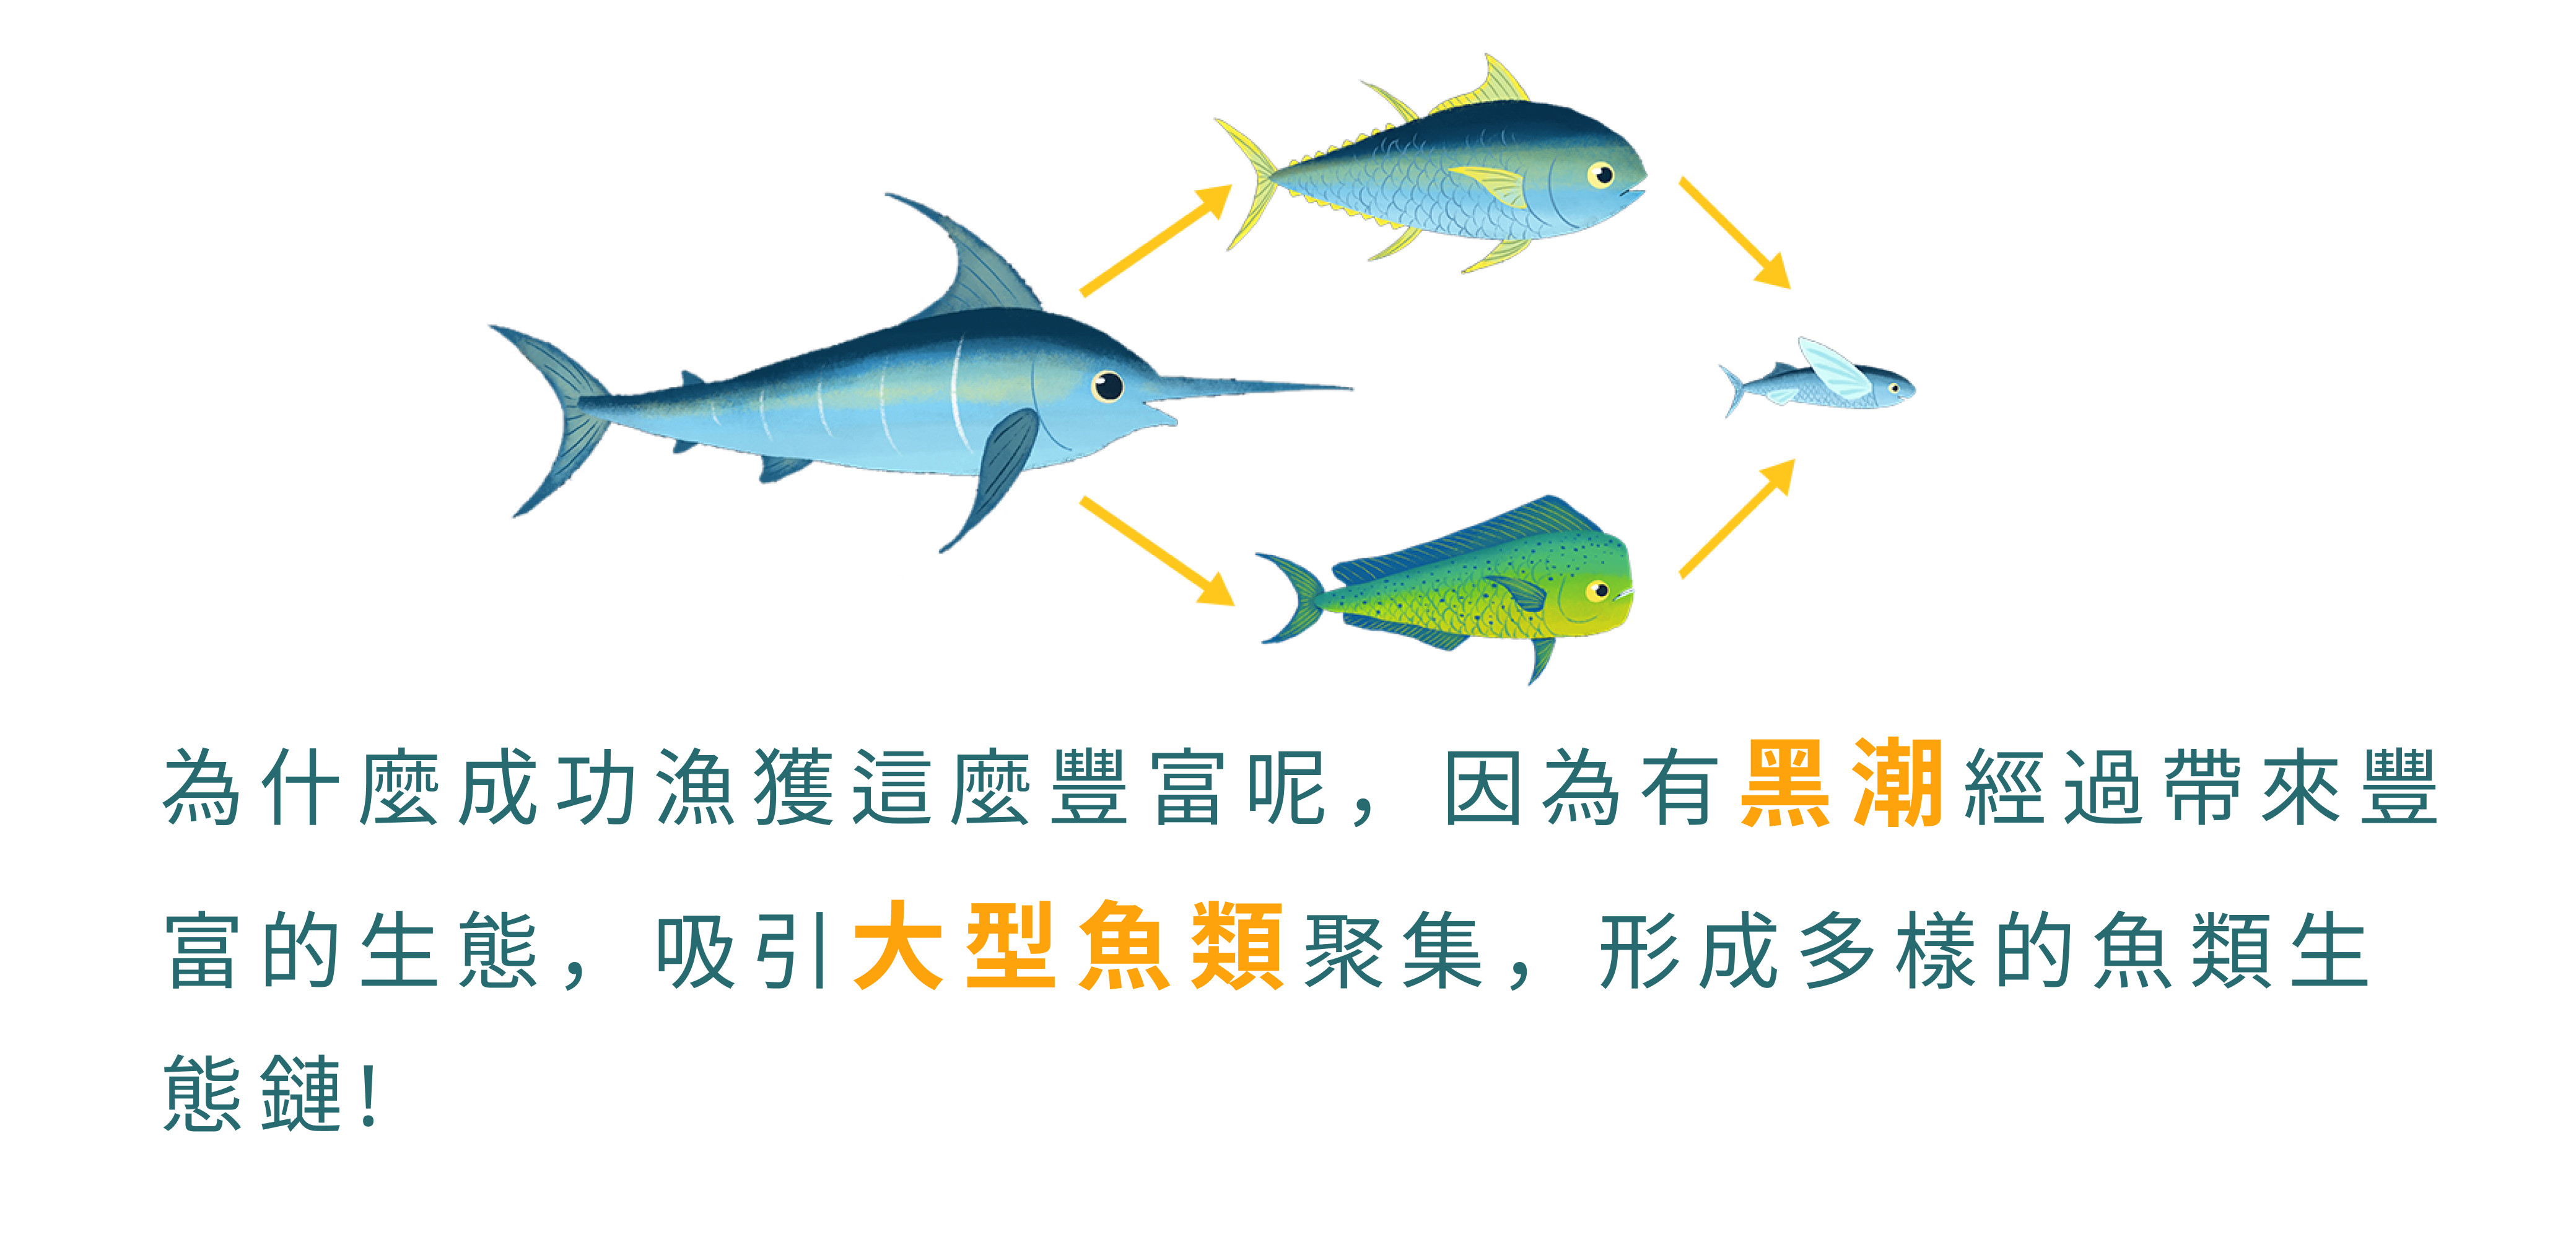 為什麼成功漁獲這麼豐富呢，因為有黑潮經過帶來豐
富的生態，吸引大型魚類聚集，形成多樣的魚類生
態鏈!